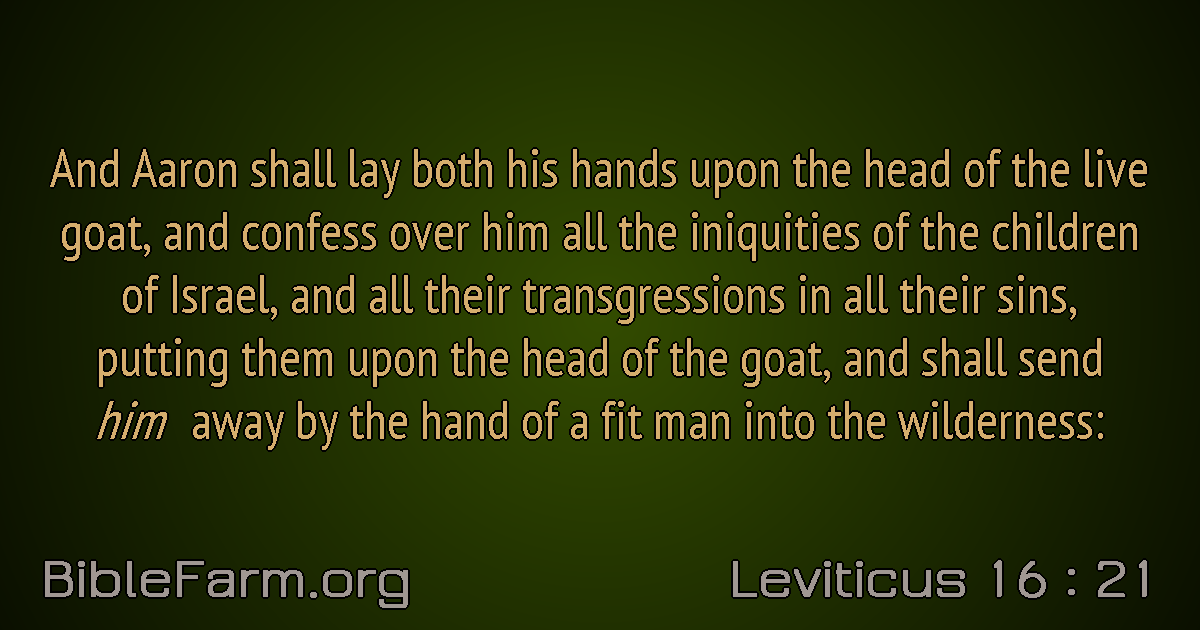 And Aaron shall lay both his hands upon the head of the live
goat, and confess over him all the iniquities of the children
of Israel, and all their transgressions in all their sins,
putting them upon the head of the goat, and shall send
him away by the hand of a fit man into the wilderness:
BibleFarm.org
Leviticus 16 : 21